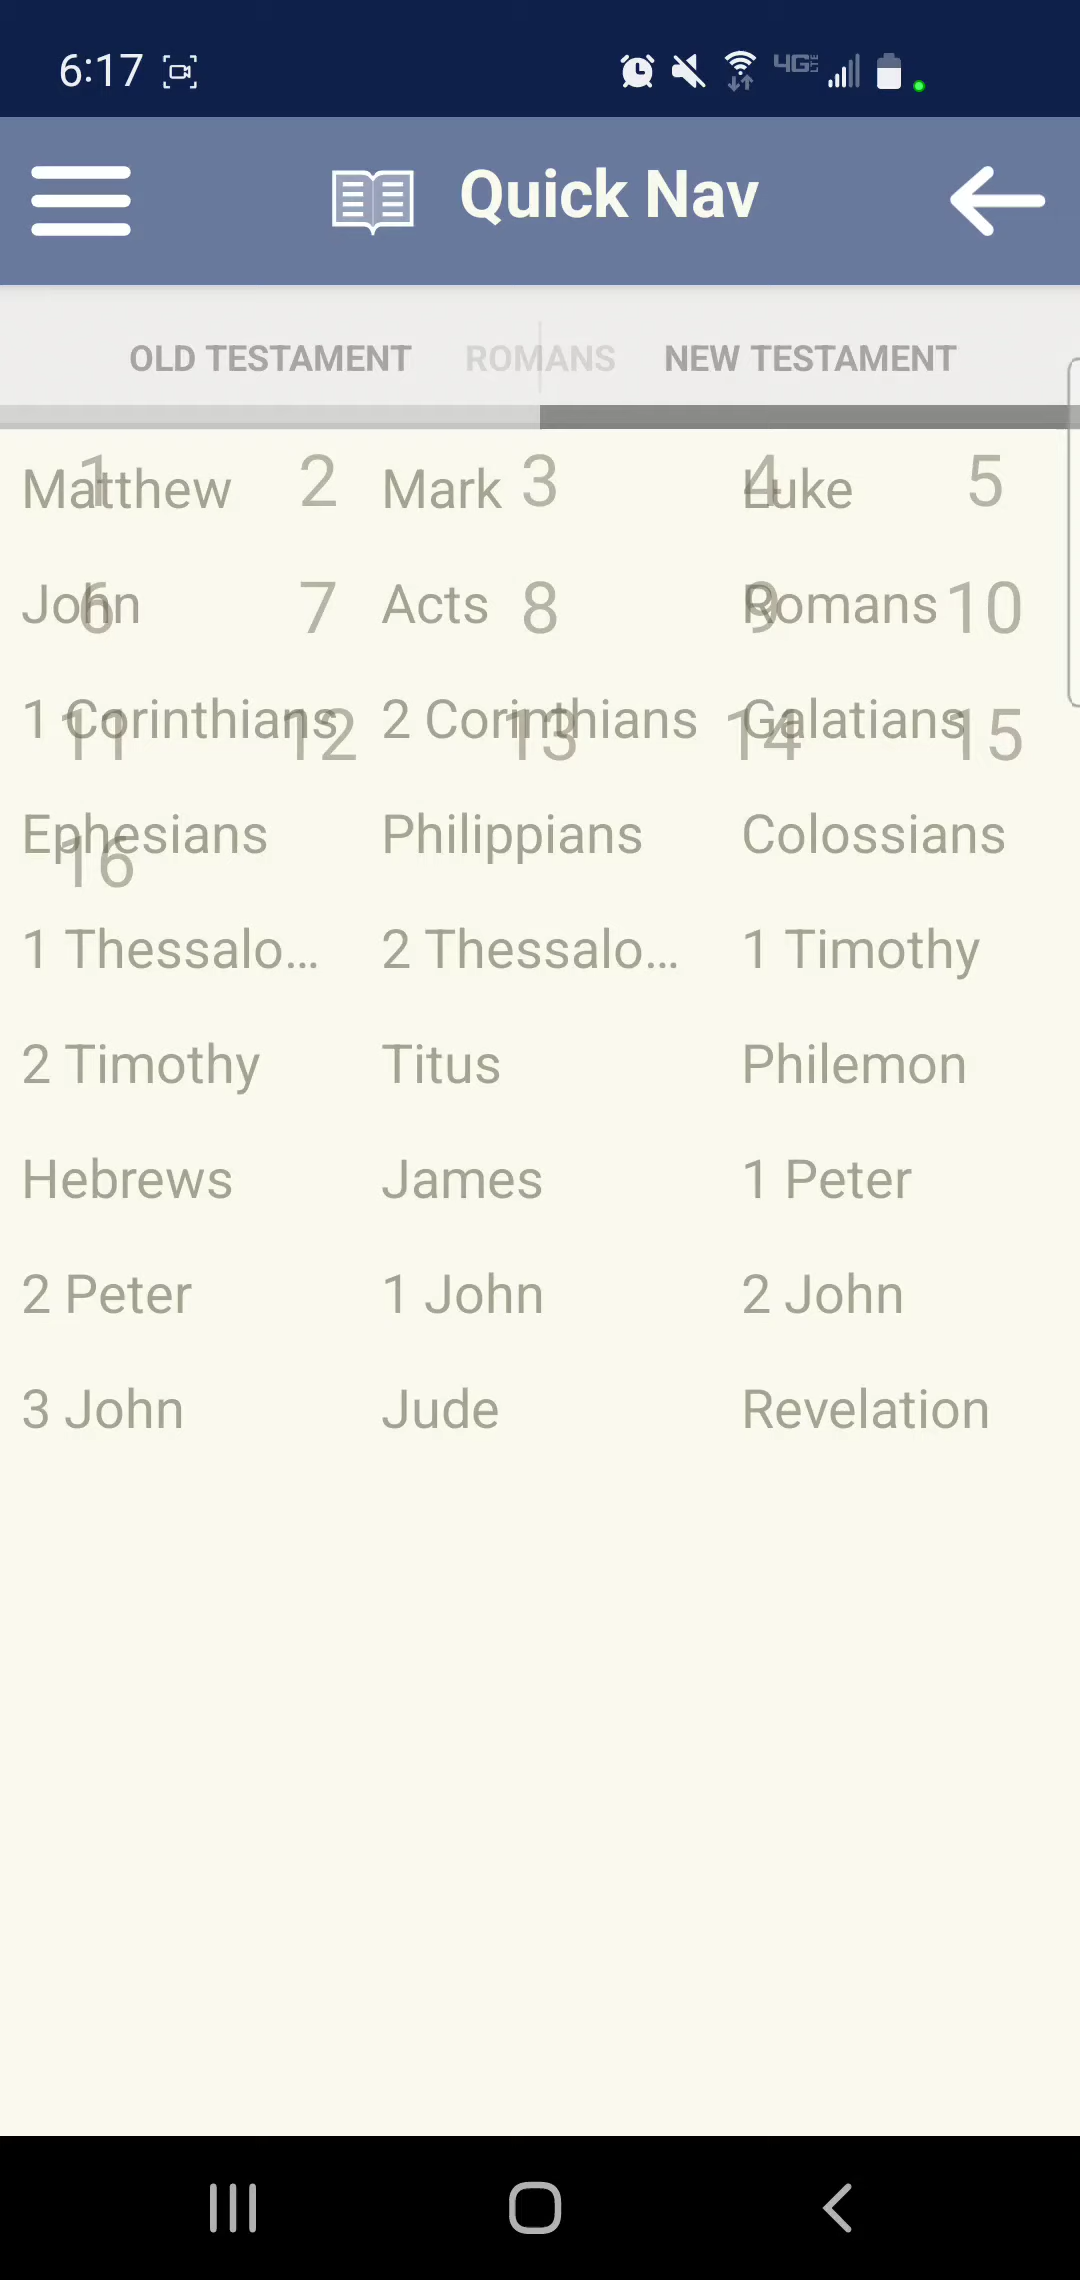 6:17 4G LTE
Quick Nav
OLD TESTAMENT ROMANS NEW TESTAMENT
1 2 3 4 5
Matthew Mark Luke
6 7 8 9 10
John Acts Romans
1 Corinthians 2 Corinthians Galatians
11 12 13 14 15
Ephesians Philippians Colossians
16
1 Thessalo... 2 Thessalo... 1 Timothy
2 Timothy Titus Philemon
Hebrews James 1 Peter
2 Peter 1 John 2 John
3 John Jude Revelation